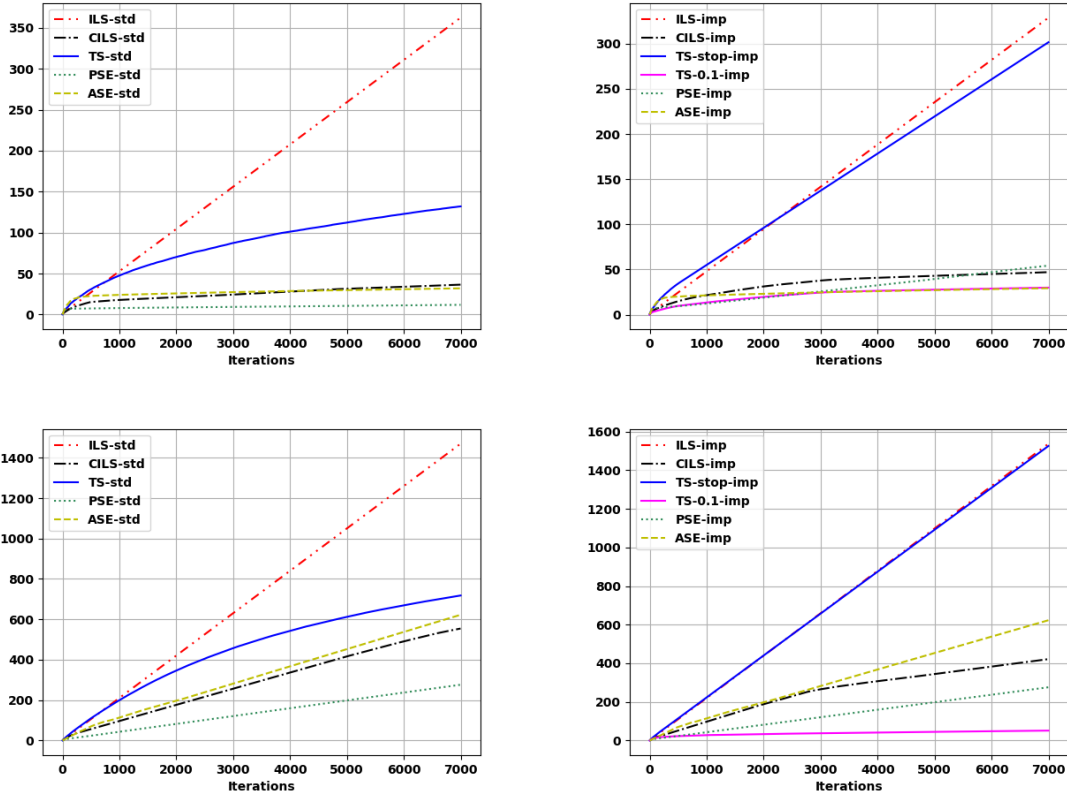 350
300
250
200
150
100
50
0
ILS-std
CILS-std
TS-std
PSE-std
ASE-std
0 1000 2000 3000 4000 5000 6000 7000
Iterations
300
250
200
150
100
50
0
ILS-imp
CILS-imp
TS-stop-imp
TS-0.1-imp
PSE-imp
ASE-imp
0 1000 2000 3000 4000 5000 6000 7000
Iterations
1400
1200
1000
800
600
400
200
0
ILS-std
CILS-std
TS-std
PSE-std
ASE-std
0 1000 2000 3000 4000 5000 6000 7000
Iterations
1600
1400
1200
1000
800
600
400
200
0
ILS-imp
CILS-imp
TS-stop-imp
TS-0.1-imp
PSE-imp
ASE-imp
0 1000 2000 3000 4000 5000 6000 7000
Iterations